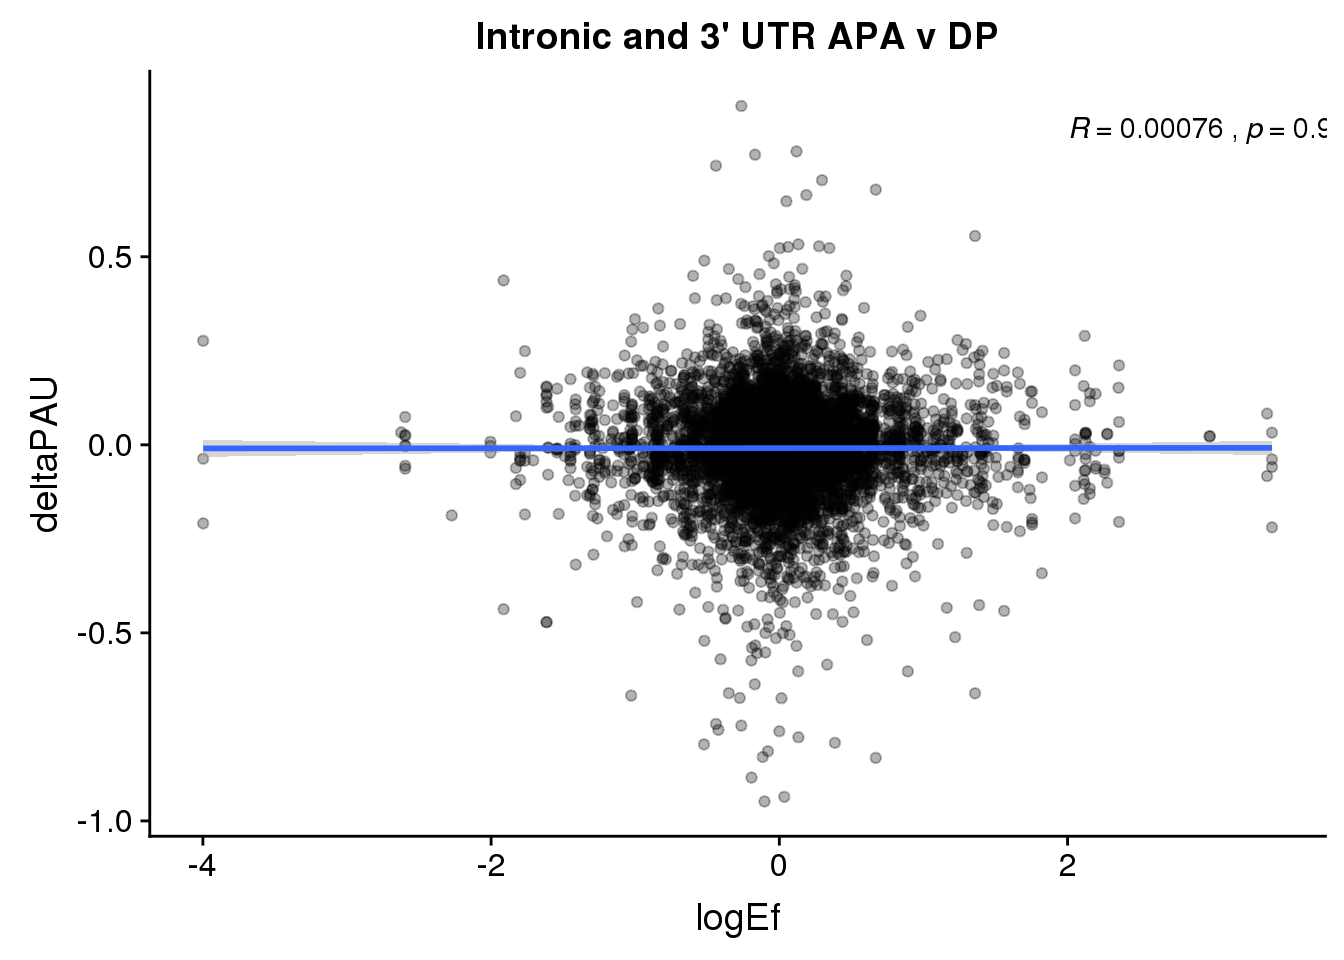 Intronic and 3' UTR APA v DP
R = 0.00076 , p = 0.9
0.5
0.0
-0.5
-1.0
deltaPAU
-4 -2 0 2
logEf